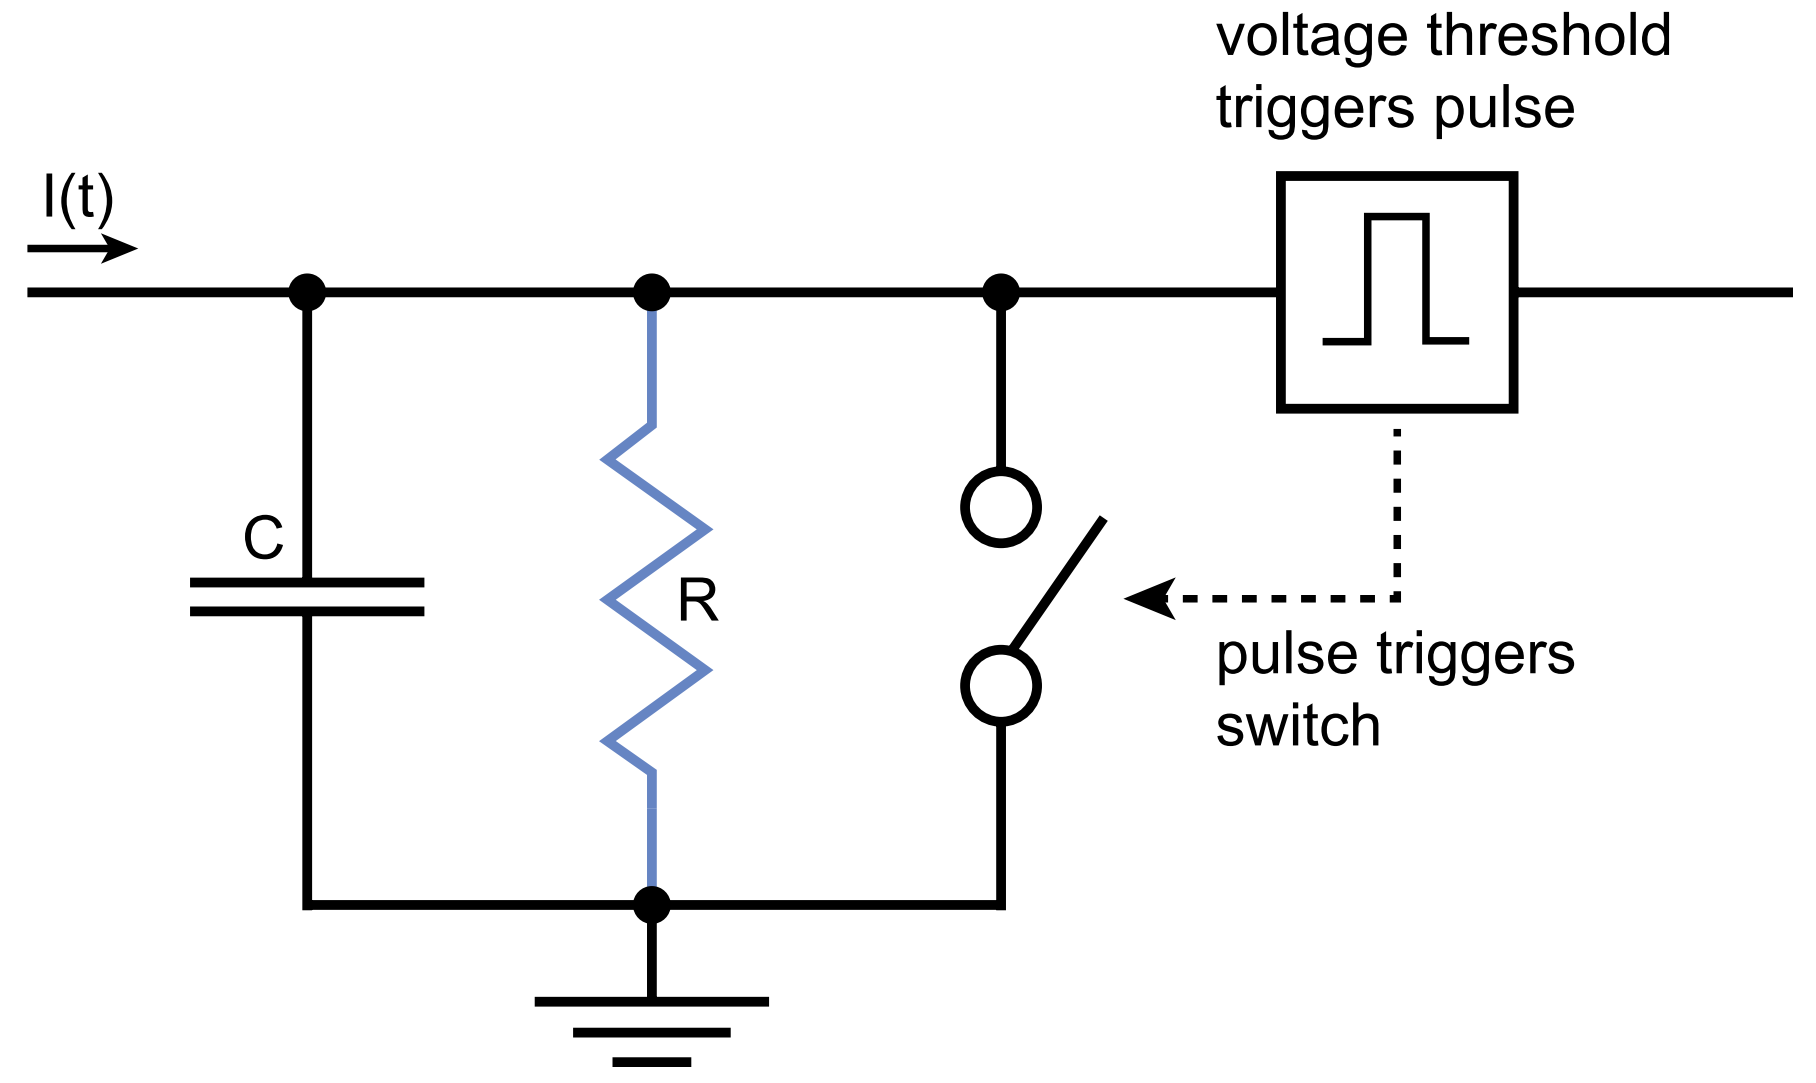 voltage threshold
triggers pulse
I(t)
C
R
pulse triggers
switch